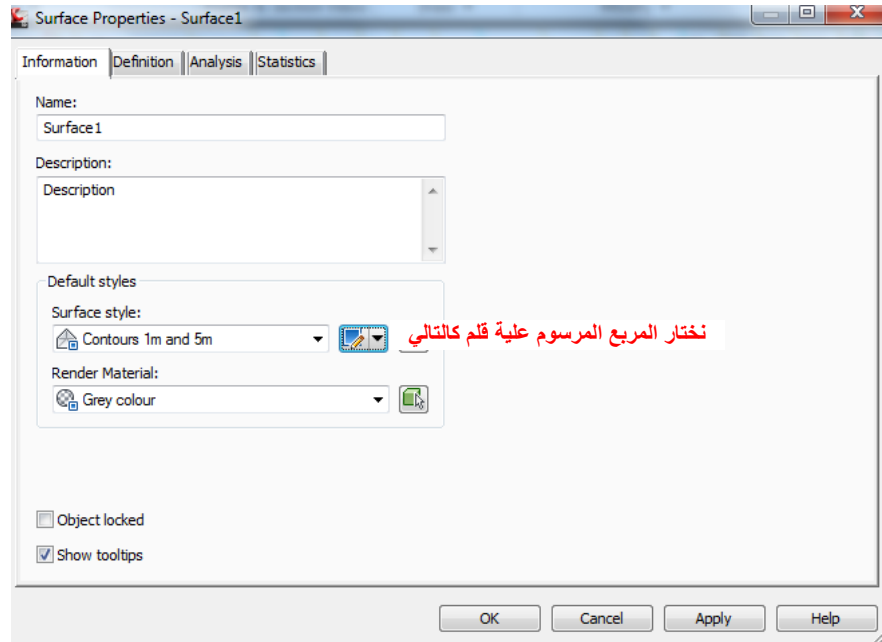 Surface Properties - Surface1
Information Definition Analysis Statistics
Name:
Surface1
Description:
Description
Default styles
Surface style:
Contours 1m and 5m
نختار المربع المرسوم علية قلم كالتالي
Render Material:
Grey colour
Object locked
Show tooltips
OK Cancel Apply Help